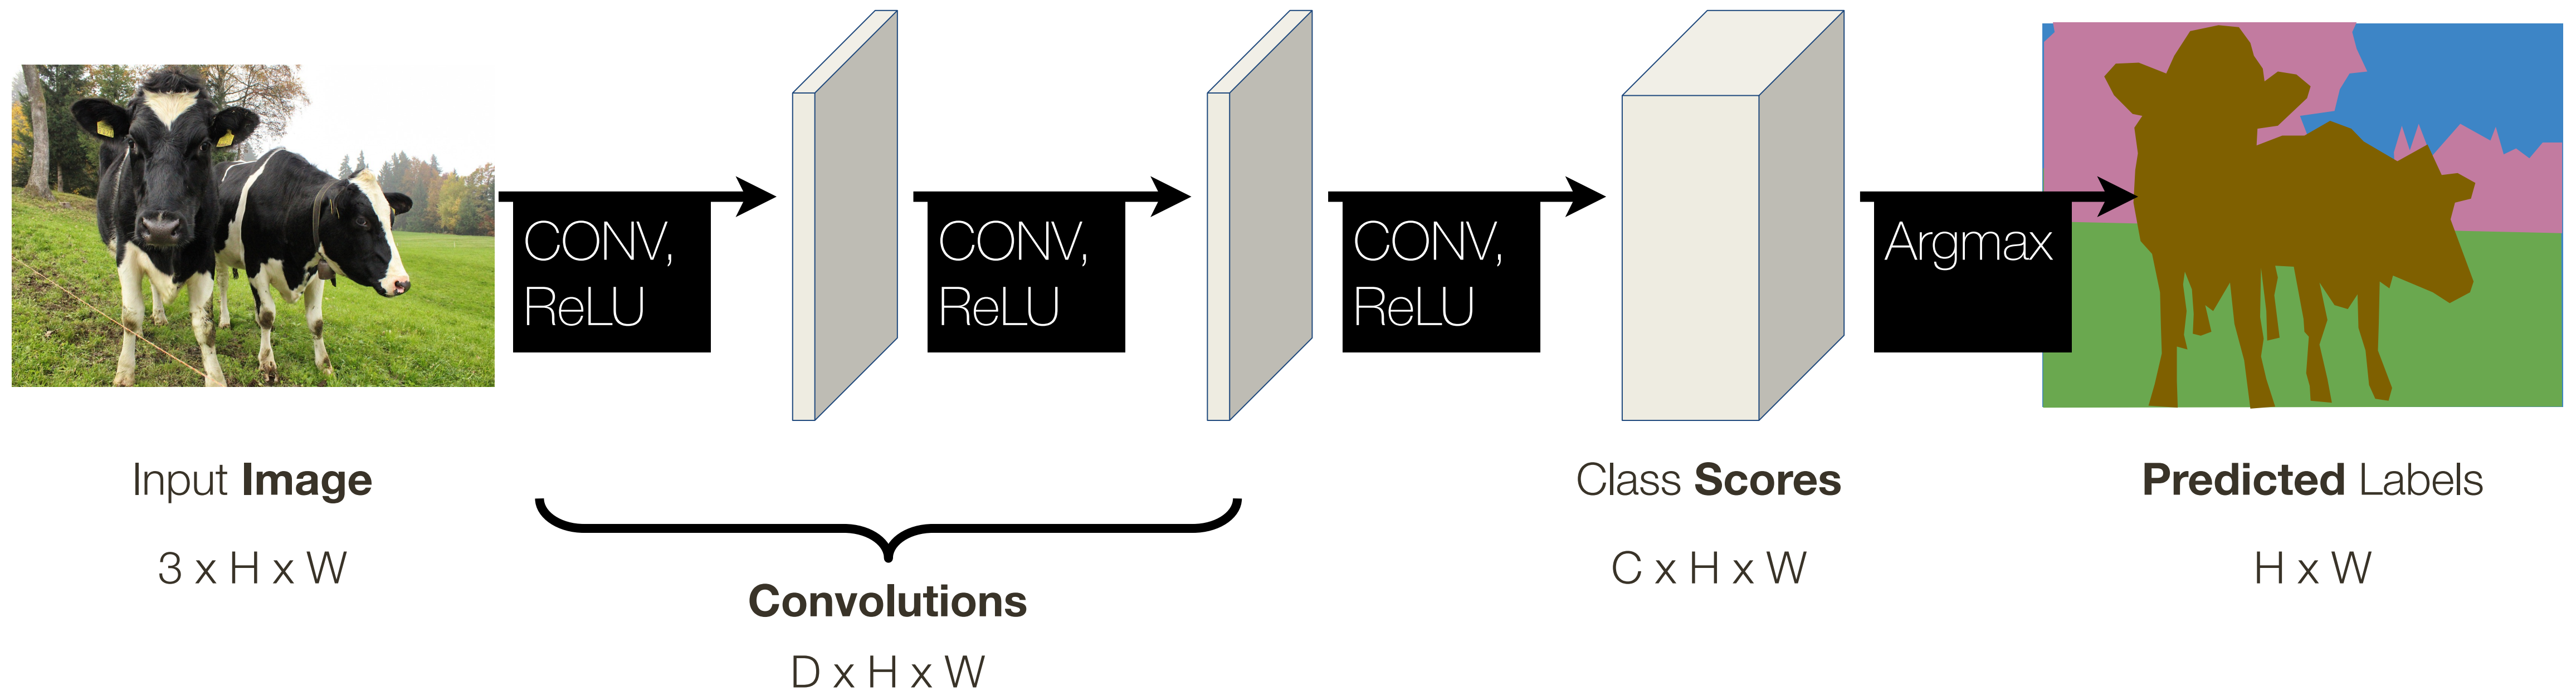 CONV,
ReLU
CONV,
ReLU
CONV,
ReLU
Argmax
Input Image
Class Scores
Predicted Labels
3 x H x W
C x H x W
H x W
Convolutions
D x H x W